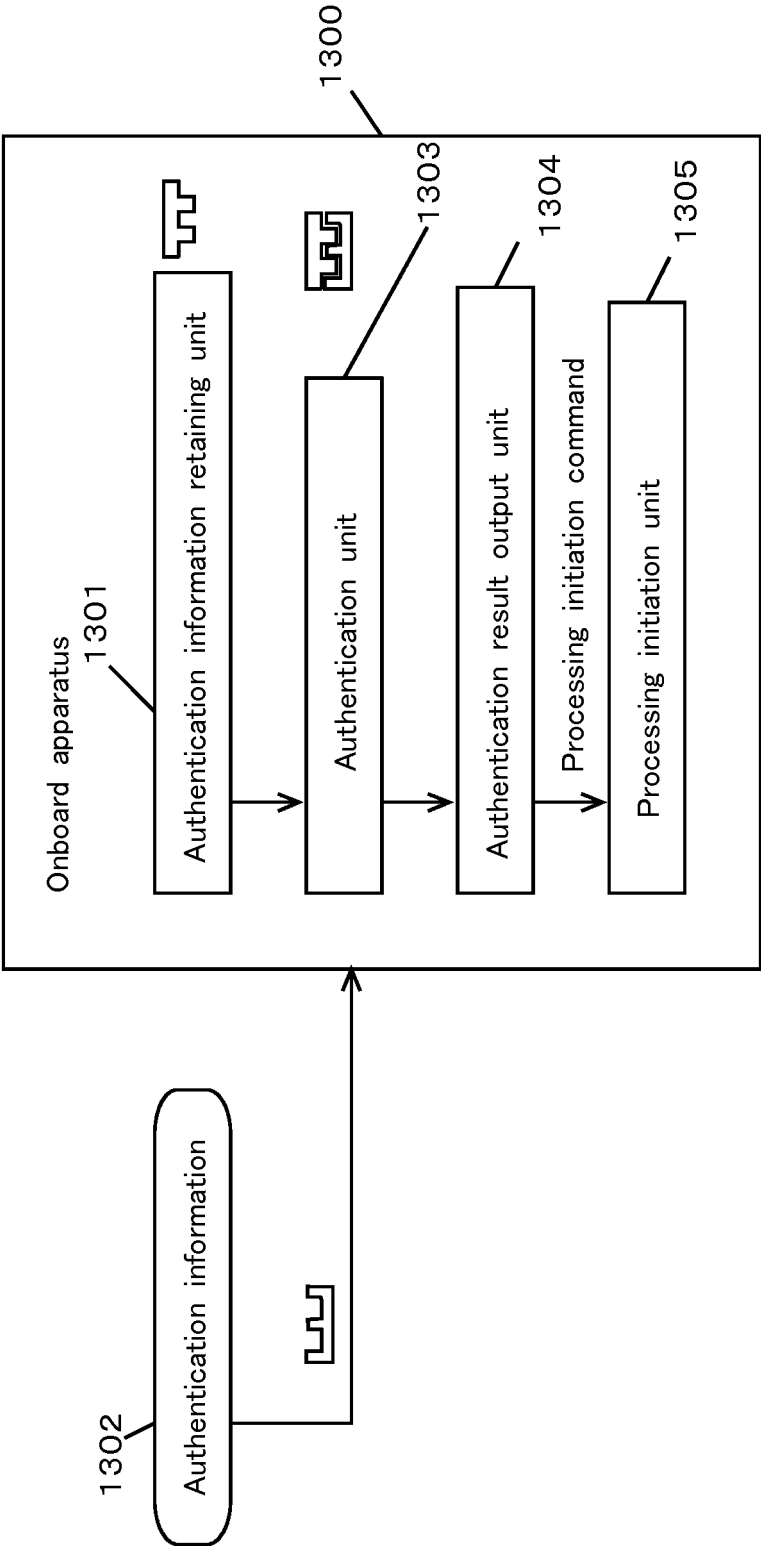 1300
Onboard apparatus
1301
Authentication information retaining unit
1302
Authentication information
1303
Authentication unit
1304
Authentication result output unit
Processing initiation command
1305
Processing initiation unit